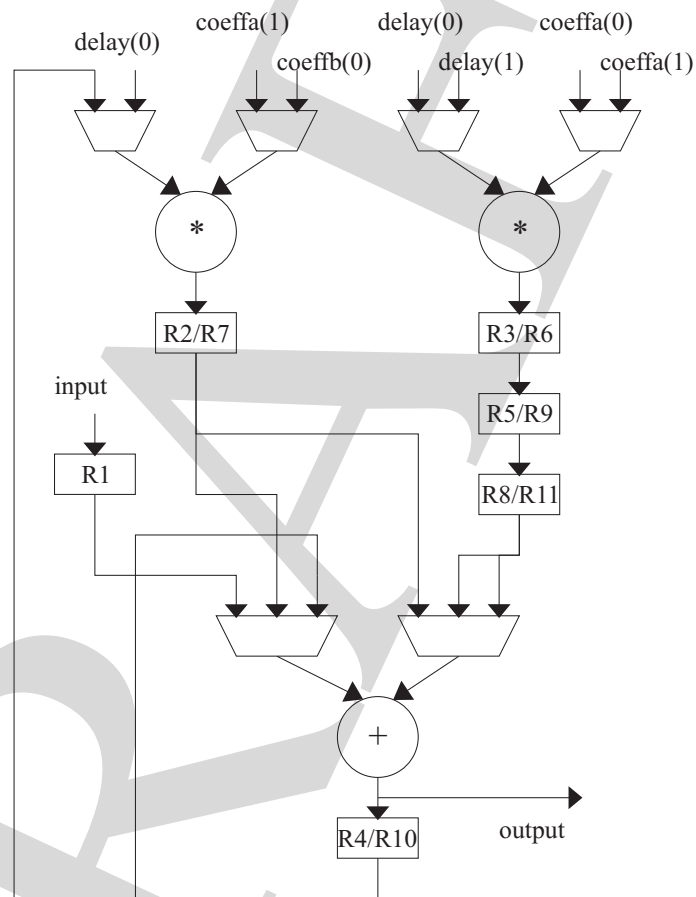 coeffa(1)
delay(0)
coeffa(0)
delay(0)
coeffb(0)
delay(1)
coeffa(1)
*
*
R2/R7
R3/R6
input
R5/R9
R1
R8/R11
+
output
R4/R10